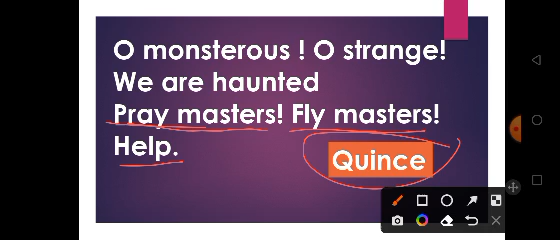 O monsterous ! O strange!
We are haunted
Pray masters! Fly masters!
Help.
Quince